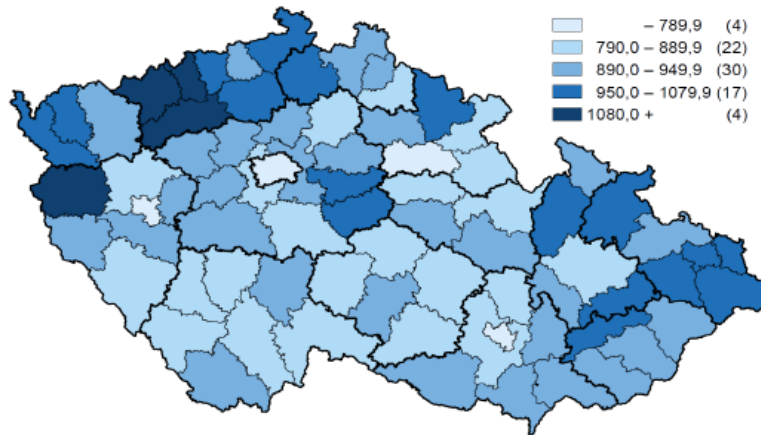 – 789,9 (4)
790,0 – 889,9 (22)
890,0 – 949,9 (30)
950,0 – 1079,9 (17)
1080,0 + (4)